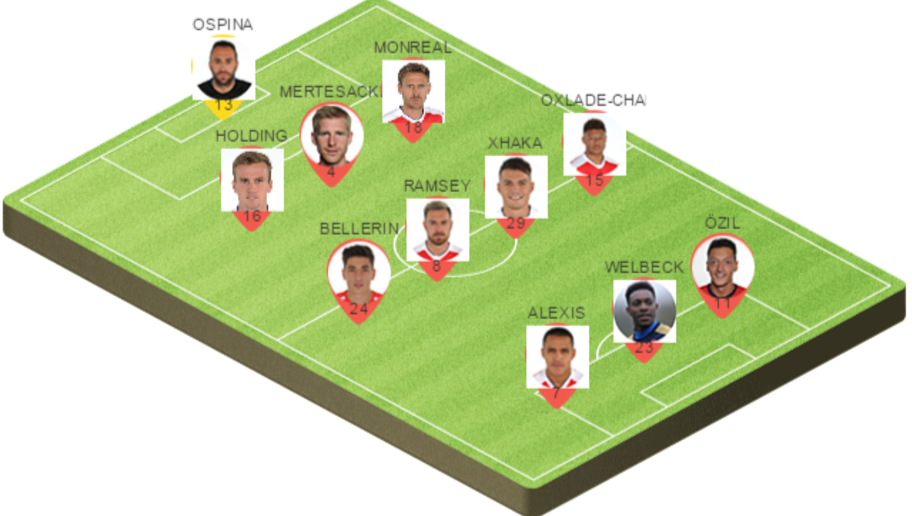 OSPINA
13
MONREAL
18
MERTESACK
4
HOLDING
16
OXLADE-CHA
15
XHAKA
29
RAMSEY
8
BELLERIN
24
ÖZIL
11
WELBECK
23
ALEXIS
7